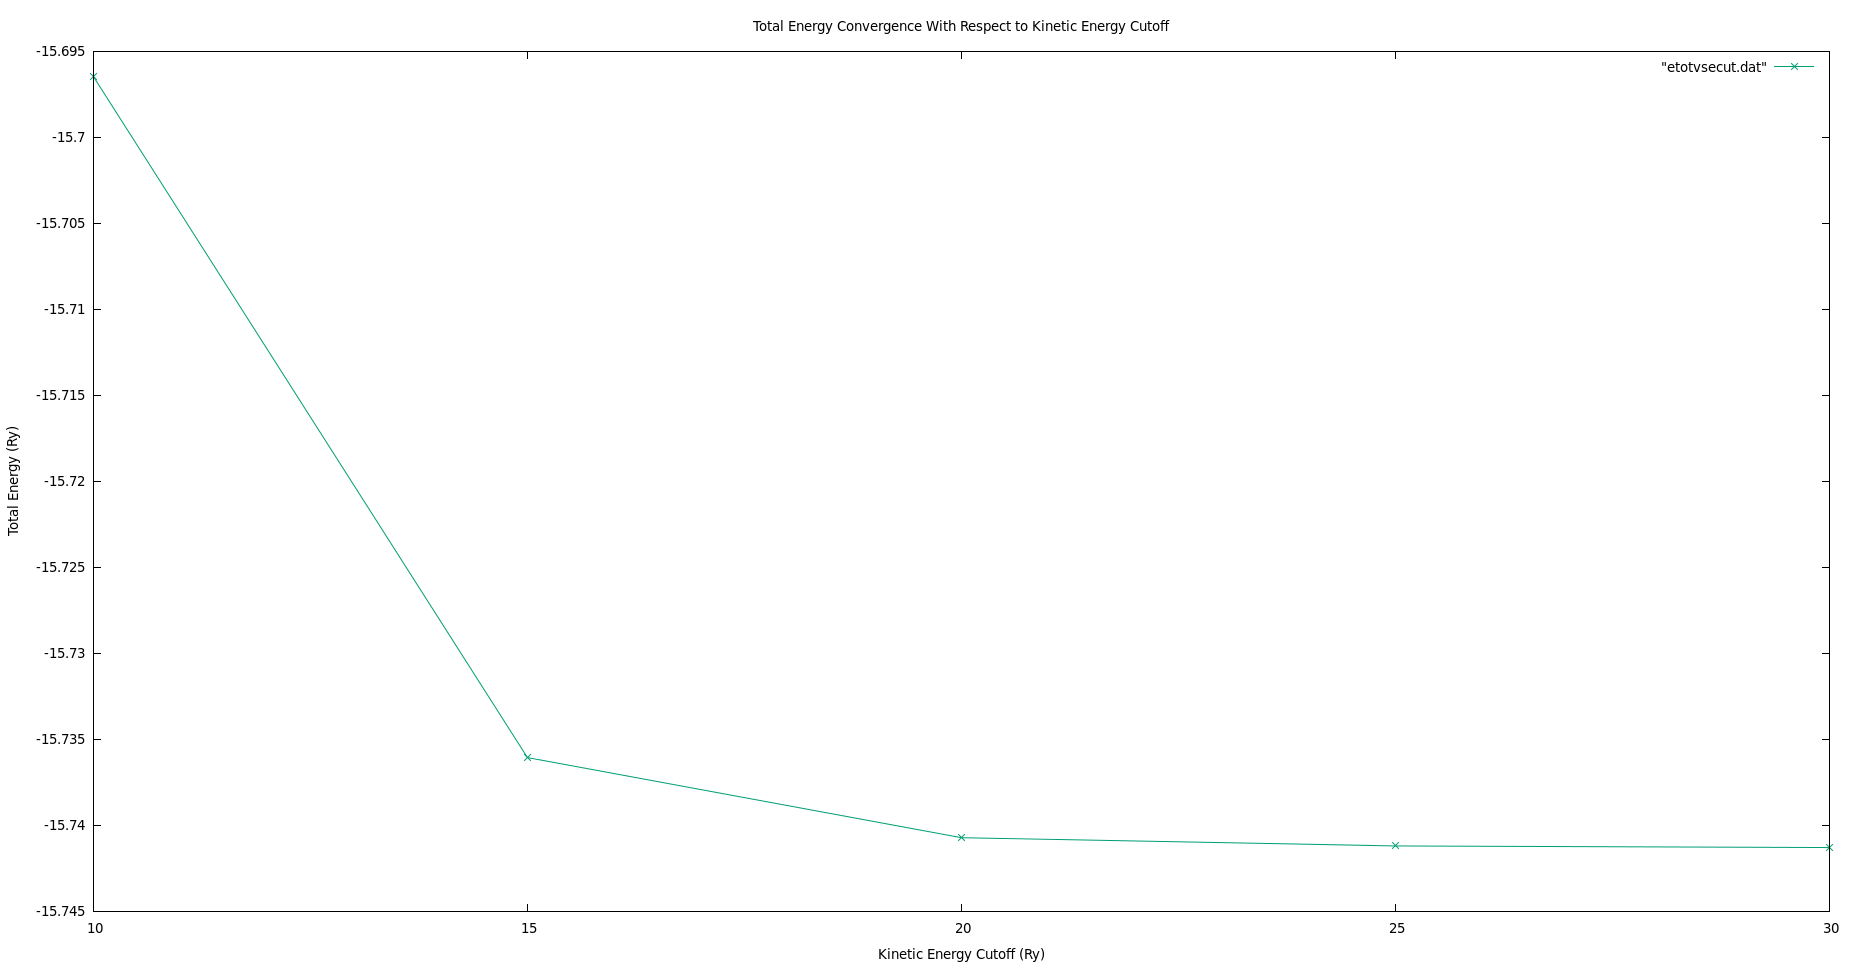 Total Energy Convergence With Respect to Kinetic Energy Cutoff
"etotvsecut.dat"
-15.695
-15.7
-15.705
-15.71
-15.715
-15.72
-15.725
-15.73
-15.735
-15.74
-15.745
Total Energy (Ry)
10 15 20 25 30
Kinetic Energy Cutoff (Ry)